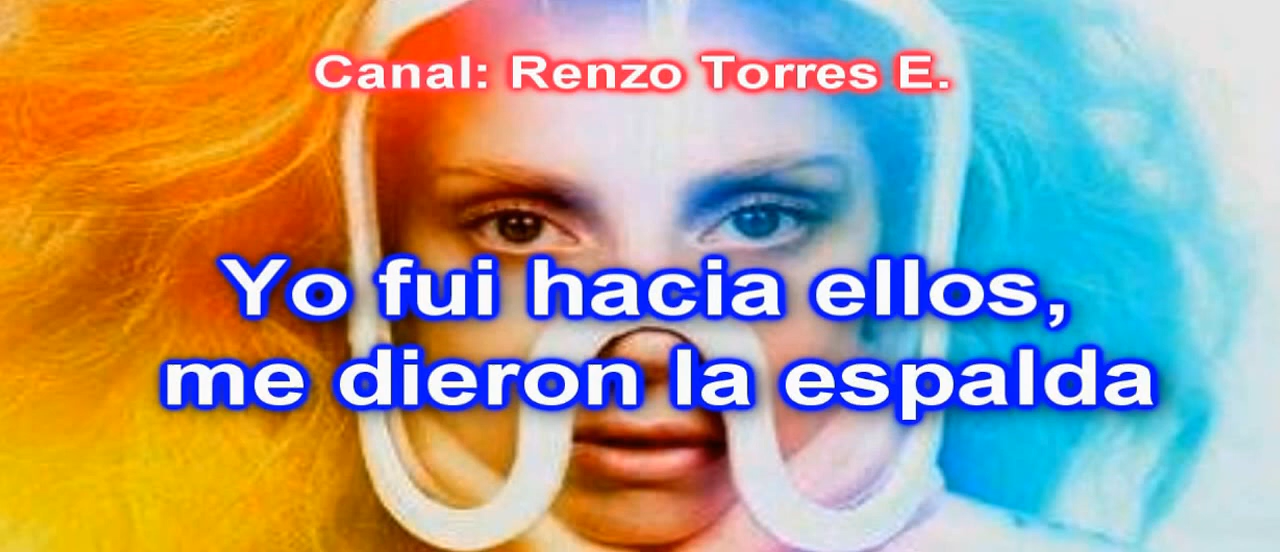 Canal: Renzo Torres E.
Yo fui hacia ellos,
me dieron la espalda